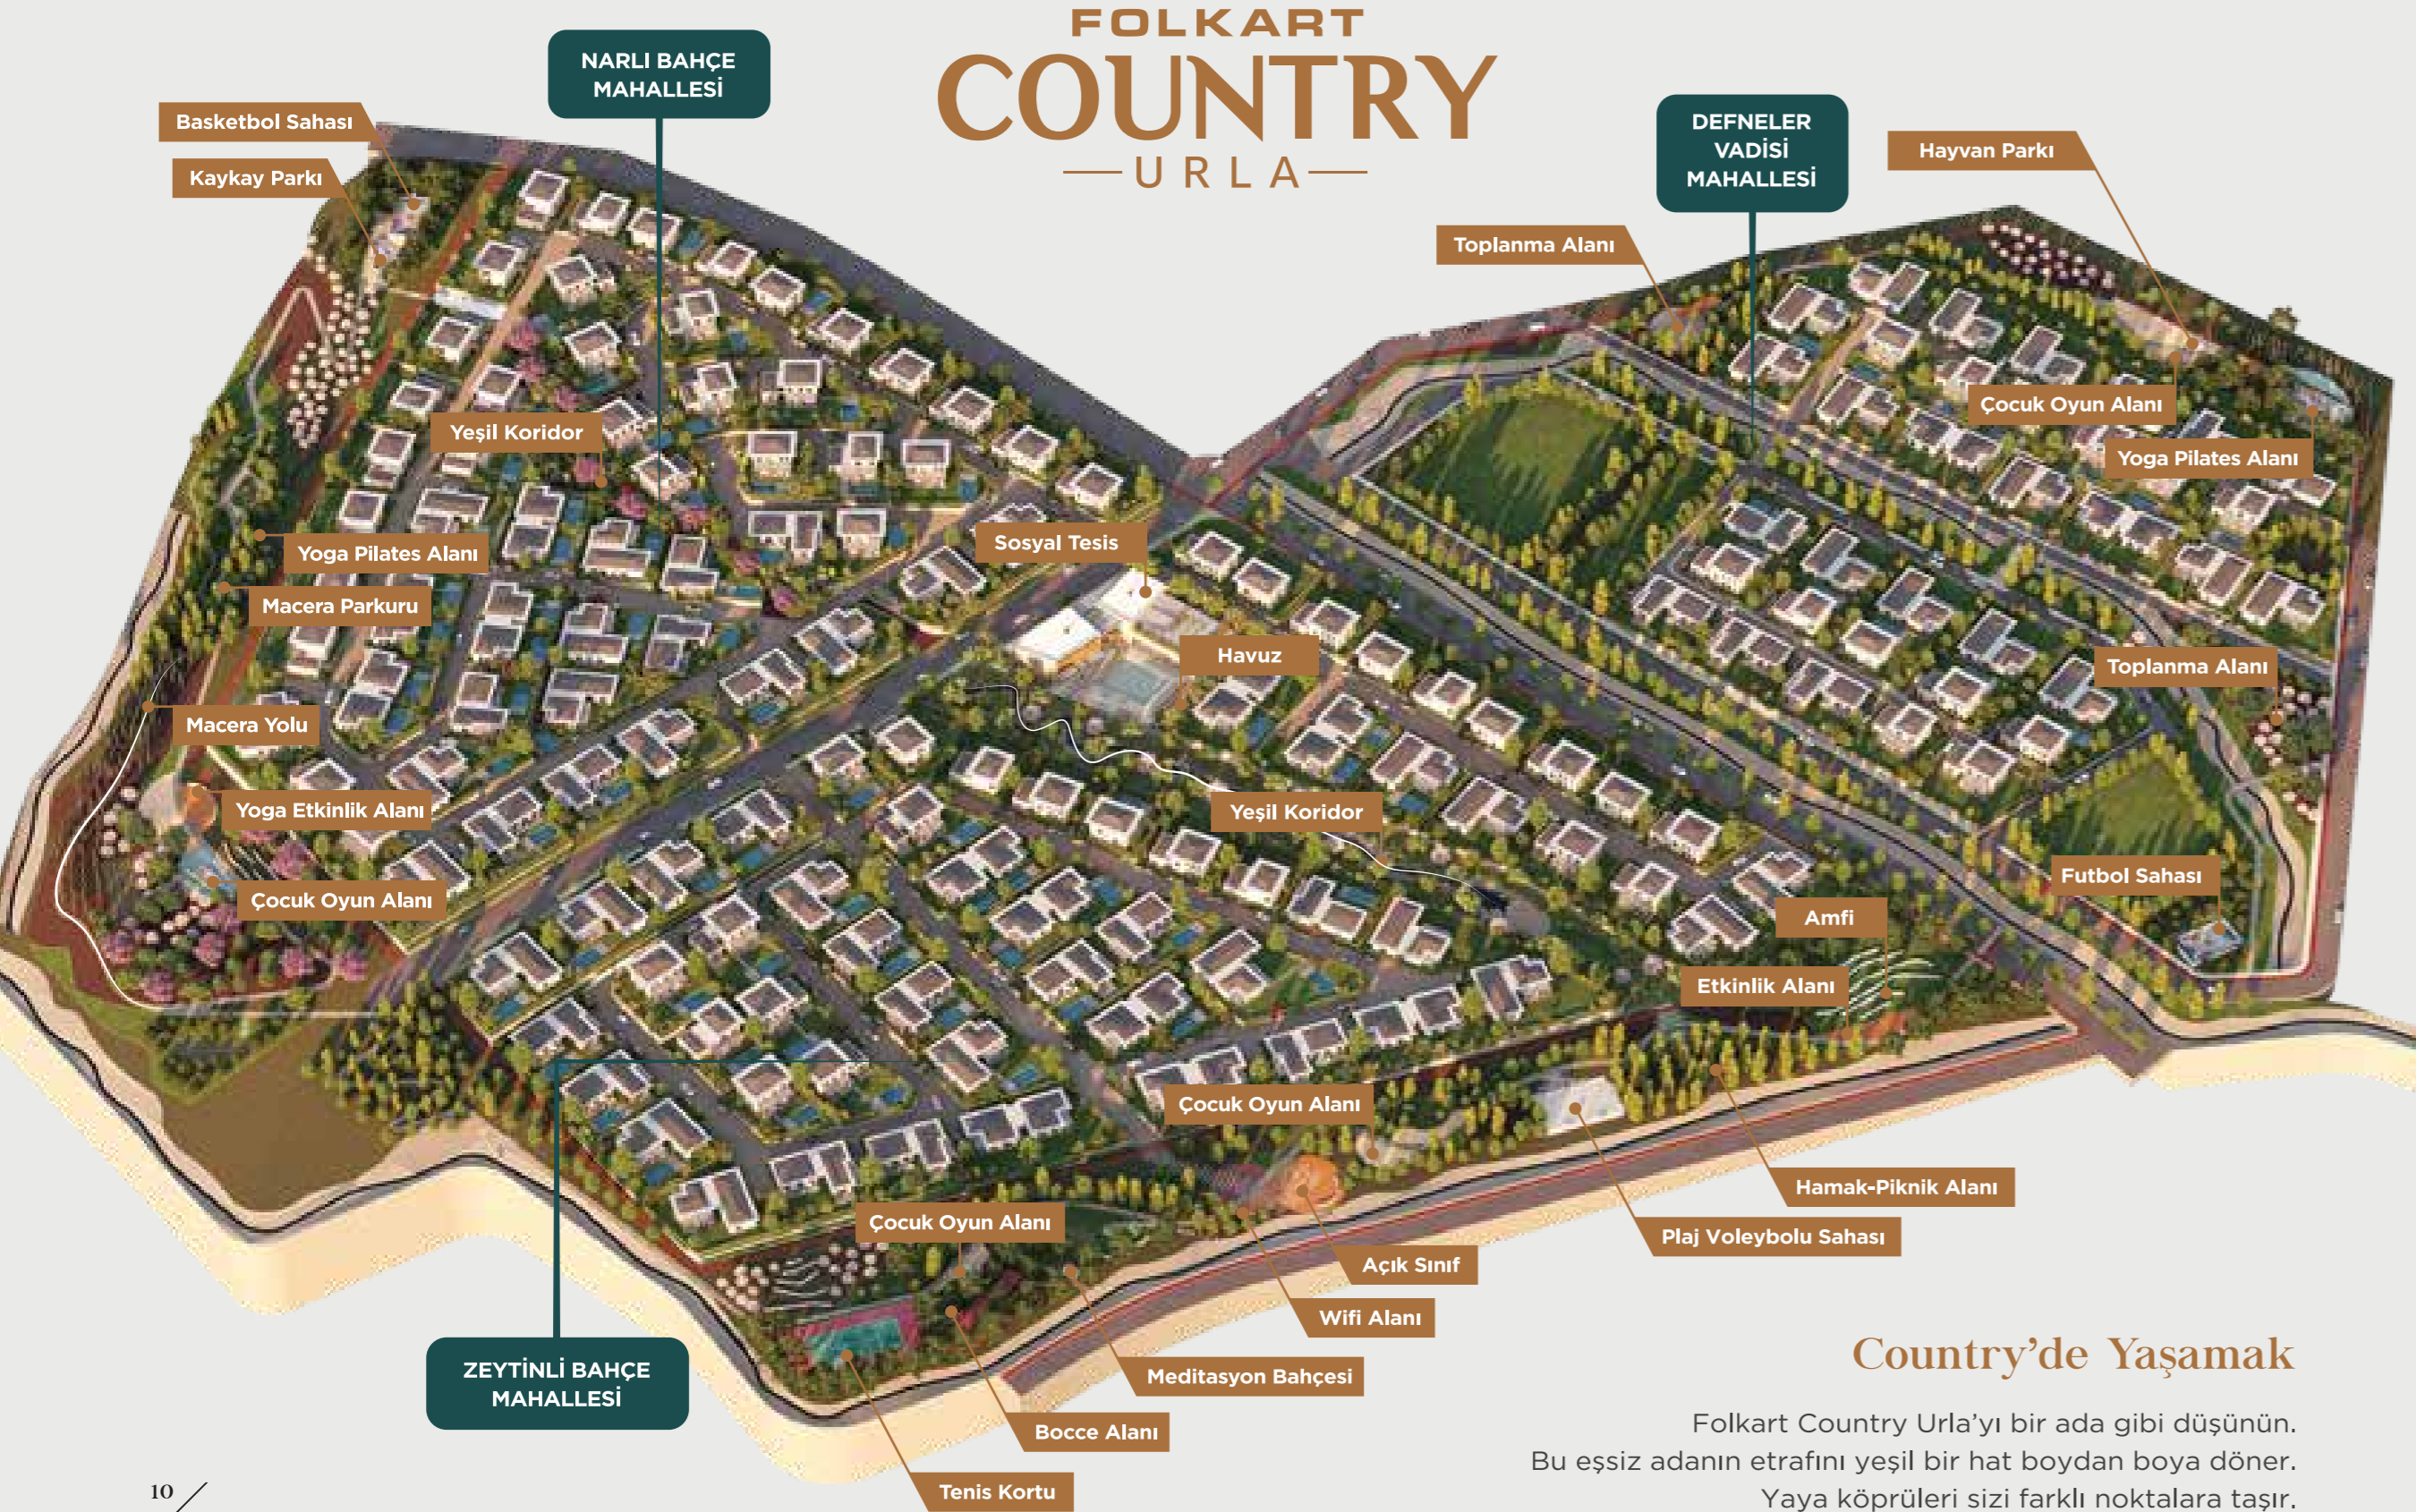 FOLKART
COUNTRY
URLA
NARLI BAHÇE
MAHALLESİ
Basketbol Sahası
Kaykay Parkı
DEFNELER
VADİSİ
MAHALLESİ
Hayvan Parkı
Toplanma Alanı
Çocuk Oyun Alanı
Yoga Pilates Alanı
Yeşil Koridor
Sosyal Tesis
Yoga Pilates Alanı
Macera Parkuru
Havuz
Toplanma Alanı
Macera Yolu
Yoga Etkinlik Alanı
Yeşil Koridor
Çocuk Oyun Alanı
Futbol Sahası
Amfi
Etkinlik Alanı
Çocuk Oyun Alanı
Hamak-Piknik Alanı
Çocuk Oyun Alanı
Plaj Voleybolu Sahası
Açık Sınıf
Wifi Alanı
ZEYTİNLİ BAHÇE
MAHALLESİ
Meditasyon Bahçesi
Bocce Alanı
Tenis Kortu
Country’de Yaşamak
Folkart Country Urla’yı bir ada gibi düşünün.
Bu eşsiz adanın etrafını yeşil bir hat boydan boya döner.
Yaya köprüleri sizi farklı noktalara taşır.
10